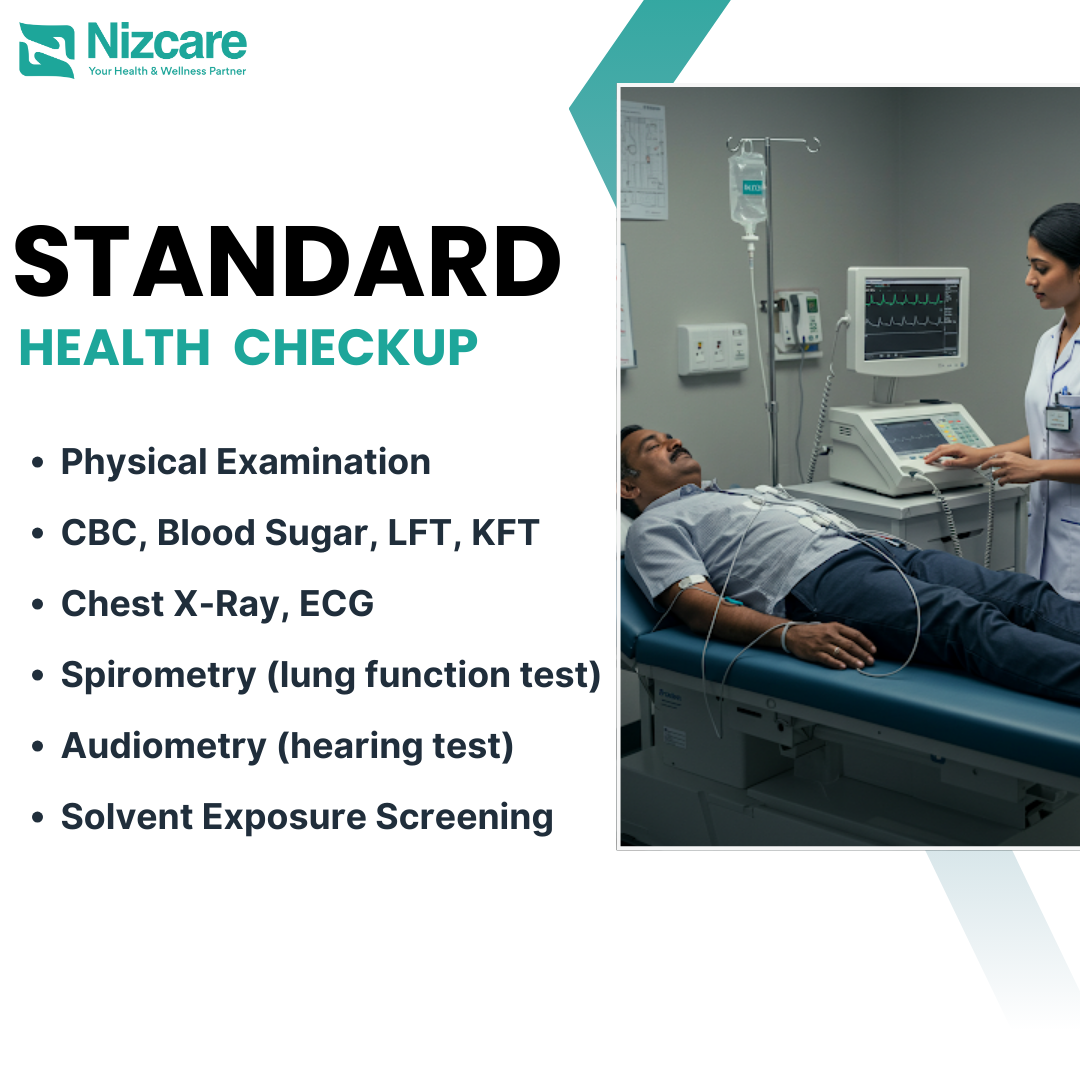 Nizcare
Your Health & Wellness Partner
STANDARD
HEALTH CHECKUP
• Physical Examination
• CBC, Blood Sugar, LFT, KFT
• Chest X-Ray, ECG
• Spirometry (lung function test)
• Audiometry (hearing test)
• Solvent Exposure Screening